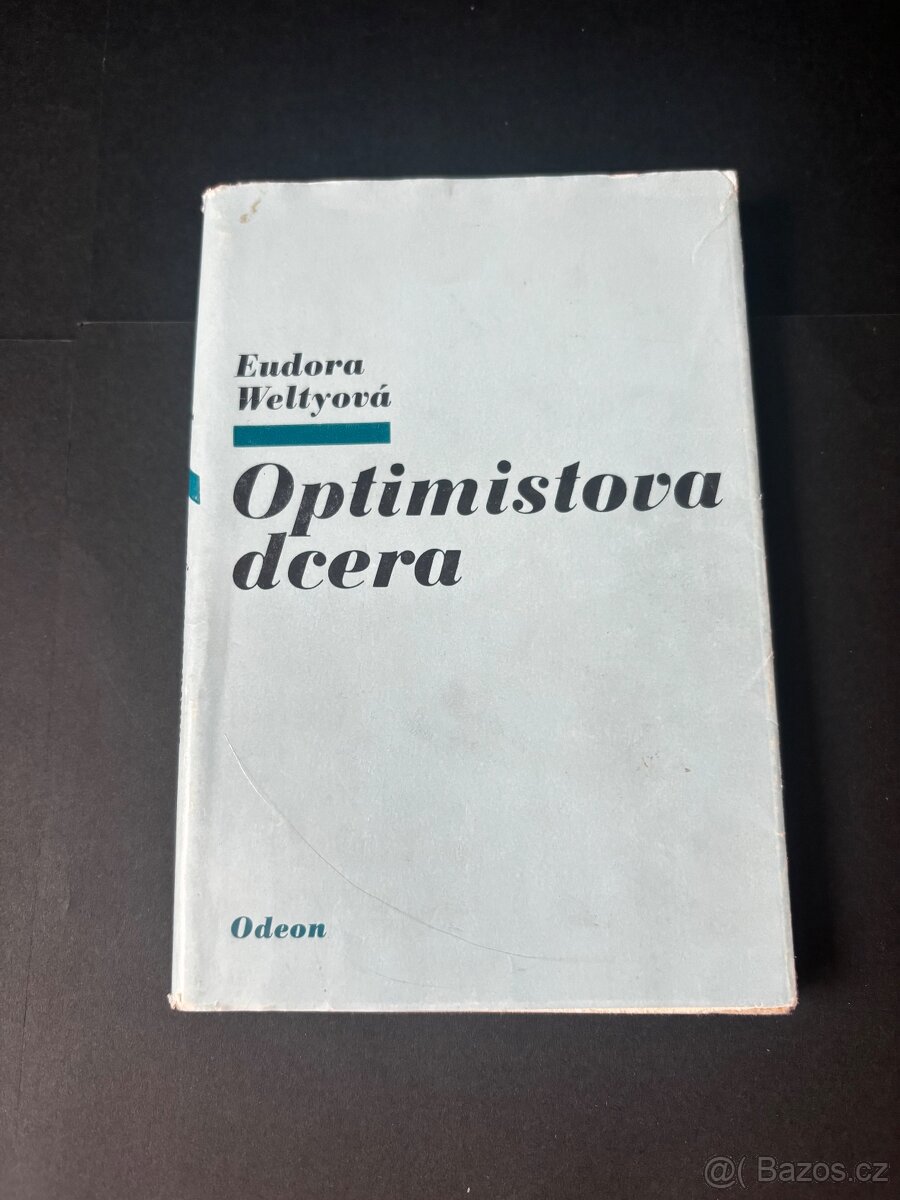 Eudora
Weltyová
Optimistova
dcera
Odeon
@( Bazos.cz